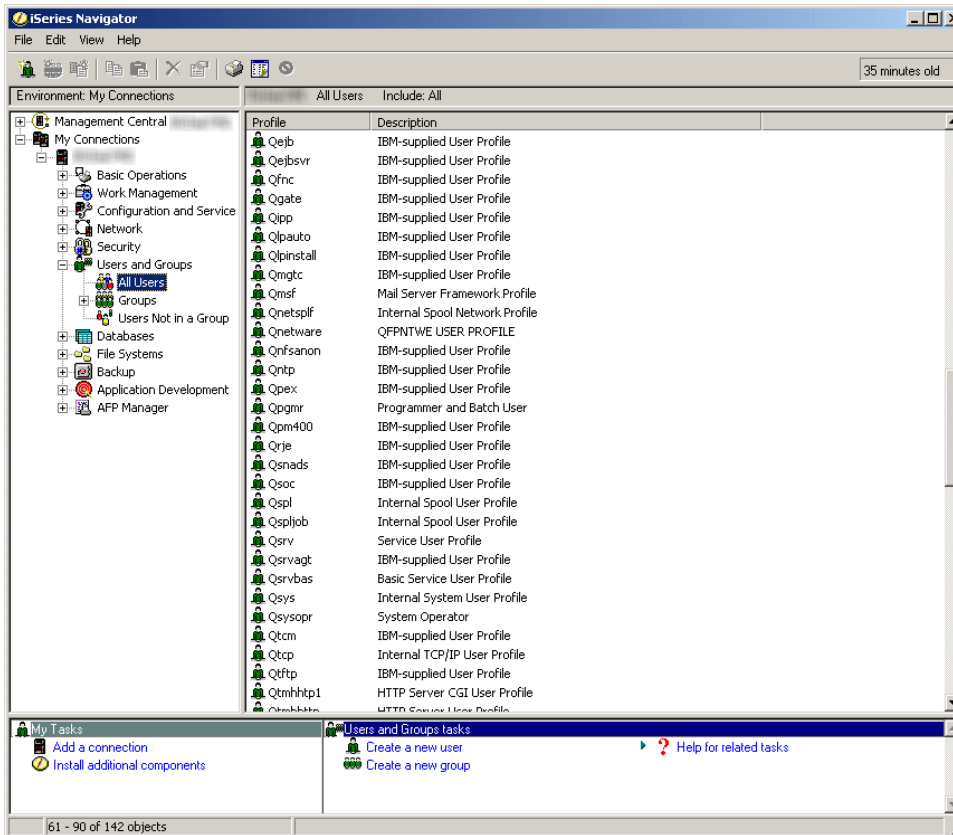 iSeries Navigator
File Edit View Help
35 minutes old
Environment: My Connections
All Users Include: All
Management Central
My Connections
Basic Operations
Work Management
Configuration and Service
Network
Security
Users and Groups
All Users
Groups
Users Not in a Group
Databases
File Systems
Backup
Application Development
AFP Manager
Profile Description
Qejb IBM-supplied User Profile
Qejbsvr IBM-supplied User Profile
Qfnc IBM-supplied User Profile
Qgate IBM-supplied User Profile
Qipp IBM-supplied User Profile
Qlpauto IBM-supplied User Profile
Qlpinstall IBM-supplied User Profile
Qmgtc IBM-supplied User Profile
Qmsf Mail Server Framework Profile
Qnetsplf Internal Spool Network Profile
Qnetware QFPNTWE USER PROFILE
Qnfsanon IBM-supplied User Profile
Qntp IBM-supplied User Profile
Qpex IBM-supplied User Profile
Qpgmr Programmer and Batch User
Qpm400 IBM-supplied User Profile
Qrje IBM-supplied User Profile
Qsnads IBM-supplied User Profile
Qsoc IBM-supplied User Profile
Qspl Internal Spool User Profile
Qspljob Internal Spool User Profile
Qsrv Service User Profile
Qsrvagt IBM-supplied User Profile
Qsrvbas Basic Service User Profile
Qsys Internal System User Profile
Qsysopr System Operator
Qtcm IBM-supplied User Profile
Qtcp Internal TCP/IP User Profile
Qtftp IBM-supplied User Profile
Qtmhhtp1 HTTP Server CGI User Profile
Qtmhhttp HTTP Server User Profile
My Tasks
Add a connection
Install additional components
Users and Groups tasks
Create a new user
Create a new group
Help for related tasks
61 - 90 of 142 objects